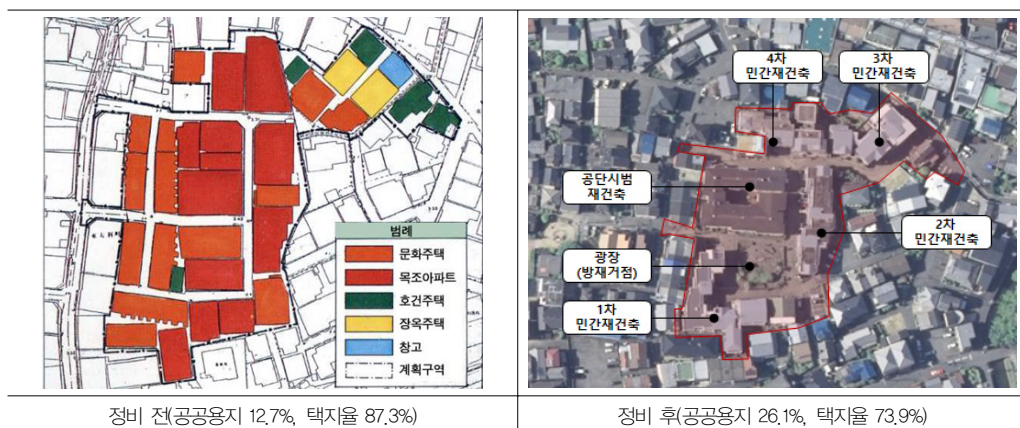 범례
문화주택
목조아파트
호건주택
장옥주택
창고
계획구역
4차
민간재건축
3차
민간재건축
공단시범
재건축
2차
민간재건축
광장
(방재거점)
1차
민간재건축
정비 전(공공용지 12.7%, 택지율 87.3%)
정비 후(공공용지 26.1%, 택지율 73.9%)